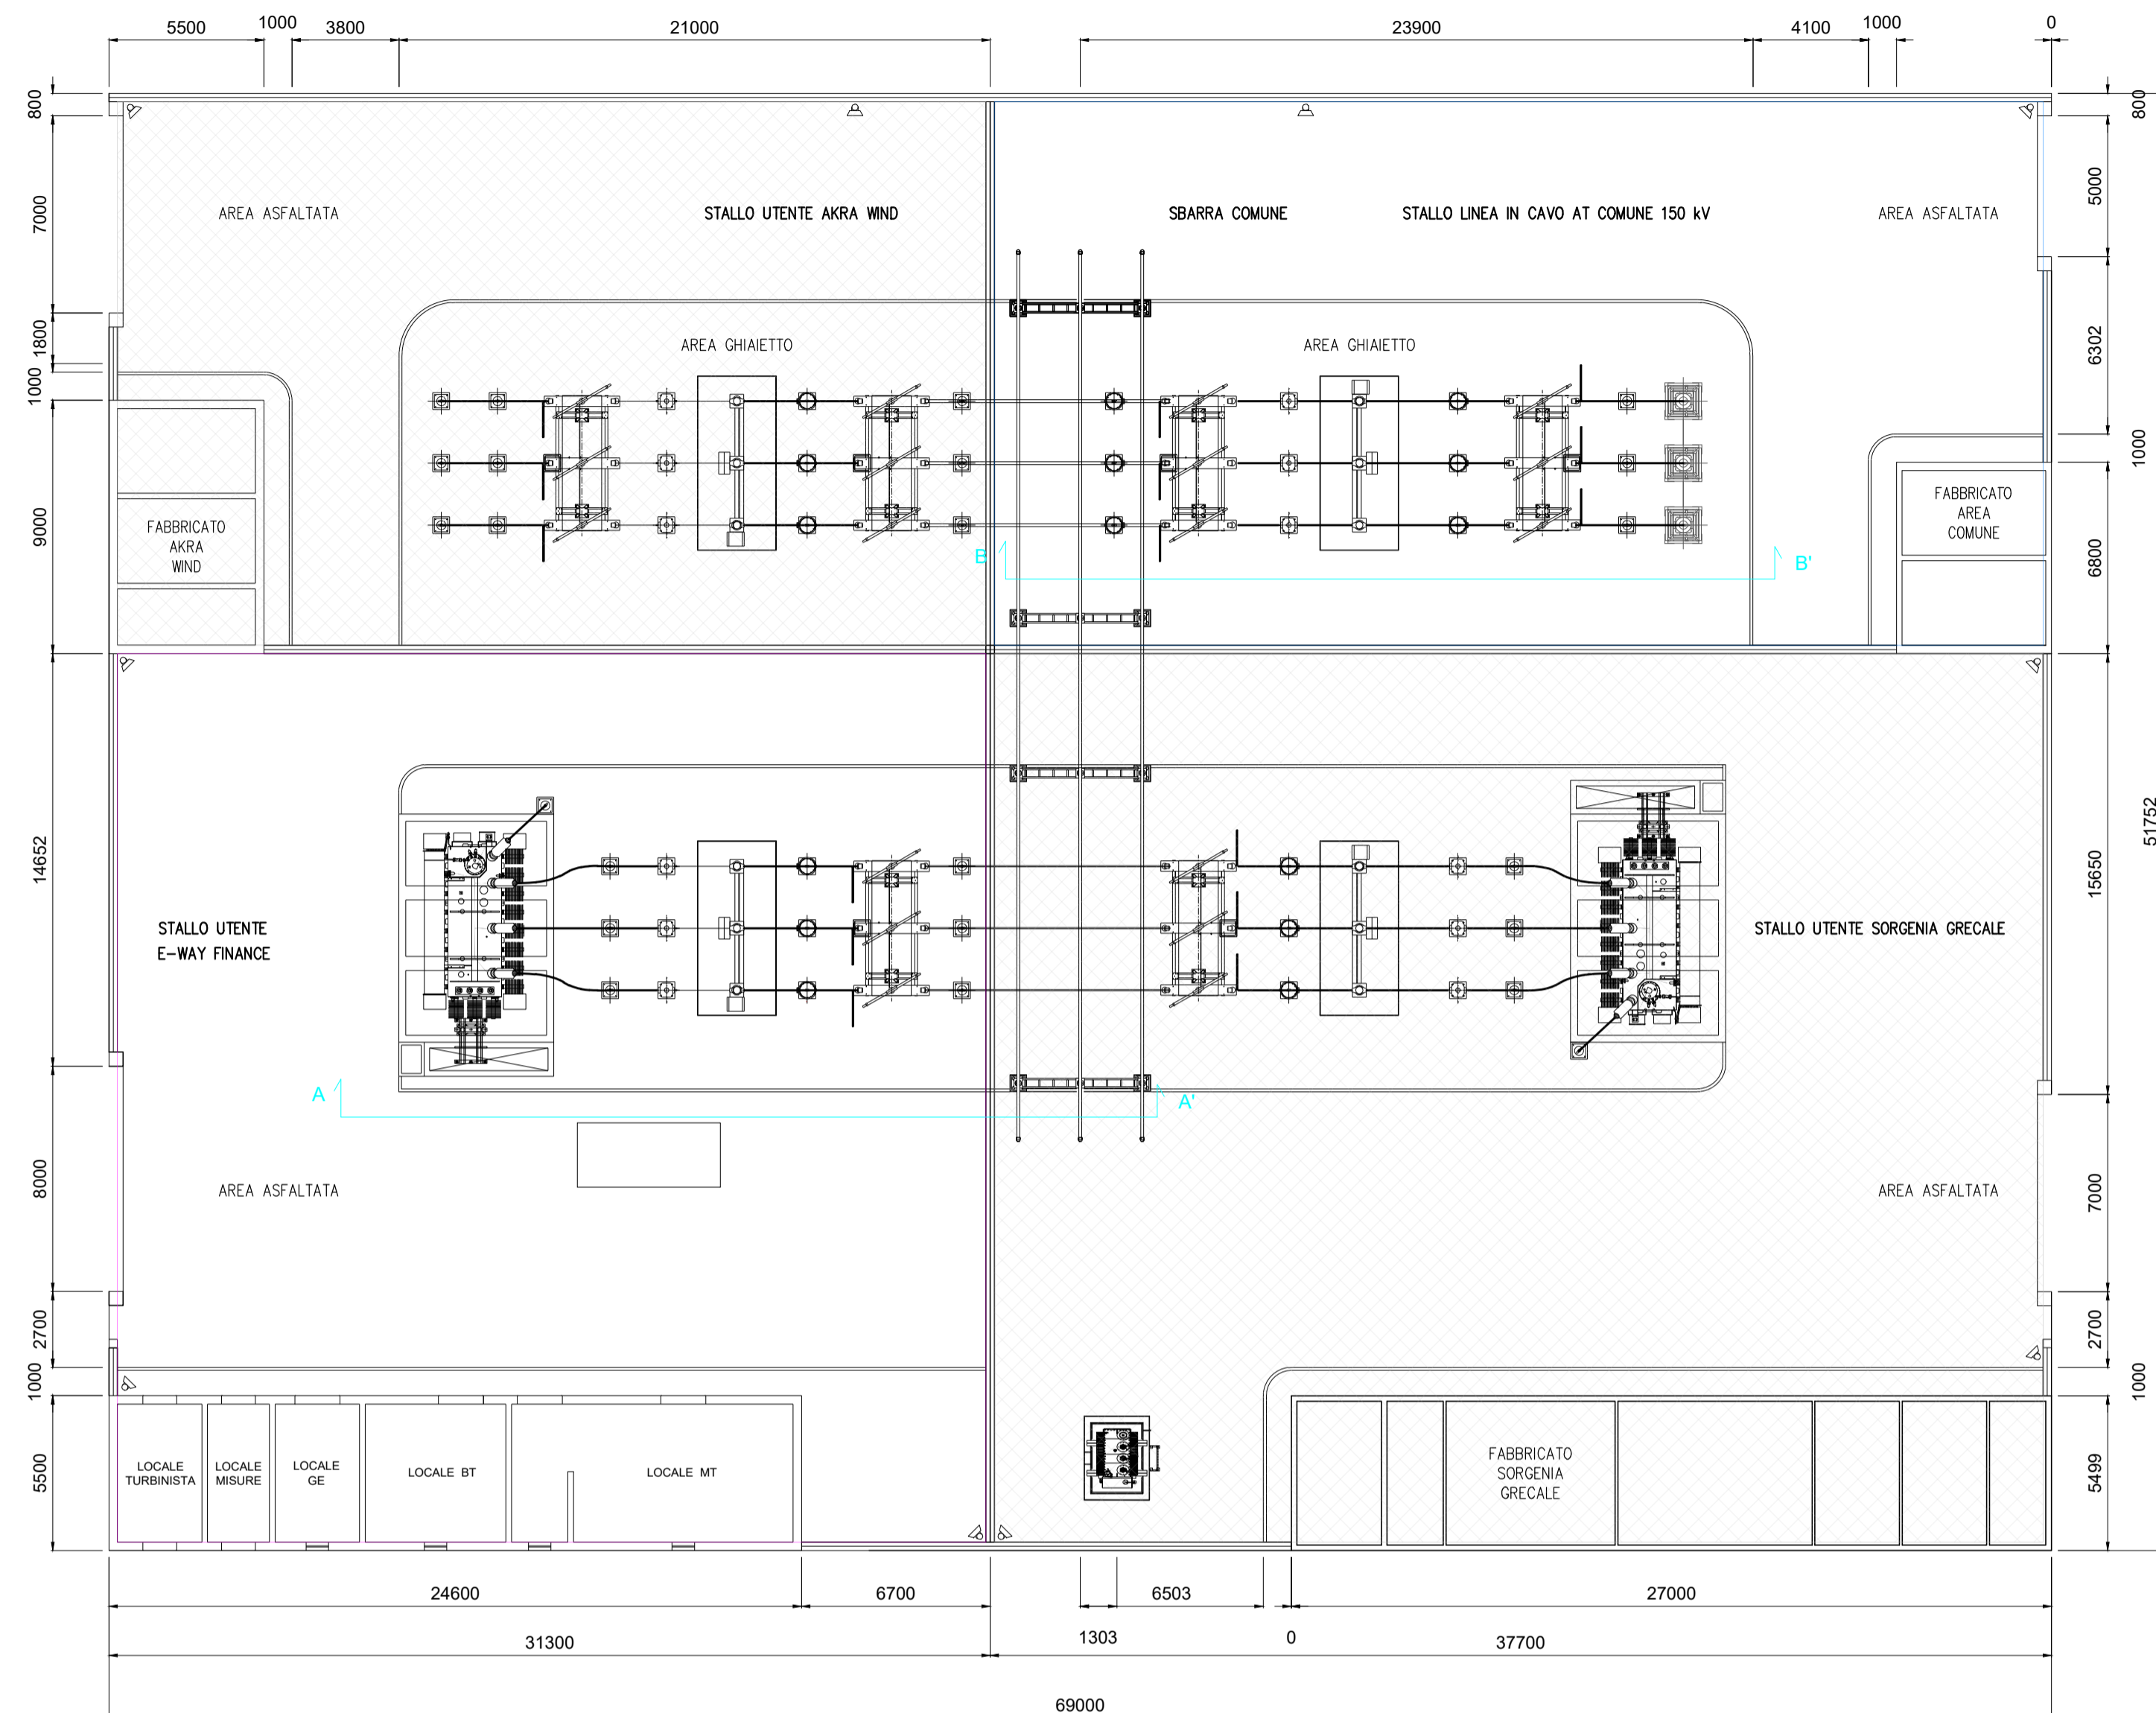 5500
1000
3800
21000
23900
4100
1000
0
800
7000
1800
1000
9000
14652
8000
2700
1000
5500
800
5000
6302
1000
6800
15650
7000
2700
1000
5499
51752
AREA ASFALTATA
STALLO UTENTE AKRA WIND
SBARRA COMUNE
STALLO LINEA IN CAVO AT COMUNE 150 kV
AREA ASFALTATA
AREA GHIAIETTO
AREA GHIAIETTO
FABBRICATO
AKRA
WIND
FABBRICATO
AREA
COMUNE
B
B'
STALLO UTENTE
E-WAY FINANCE
STALLO UTENTE SORGENIA GRECALE
A
A'
AREA ASFALTATA
AREA ASFALTATA
LOCALE
TURBINISTA
LOCALE
MISURE
LOCALE
GE
LOCALE BT
LOCALE MT
FABBRICATO
SORGENIA
GRECALE
24600
6700
6503
27000
31300
1303
0
37700
69000